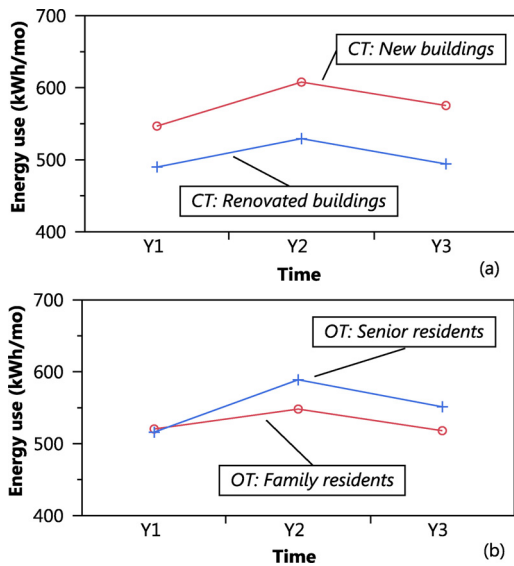 700
600
500
400
Energy use (kWh/mo)
CT: New buildings
CT: Renovated buildings
Y1 Y2 Y3
Time
(a)
700
600
500
400
Energy use (kWh/mo)
OT: Senior residents
OT: Family residents
Y1 Y2 Y3
Time
(b)